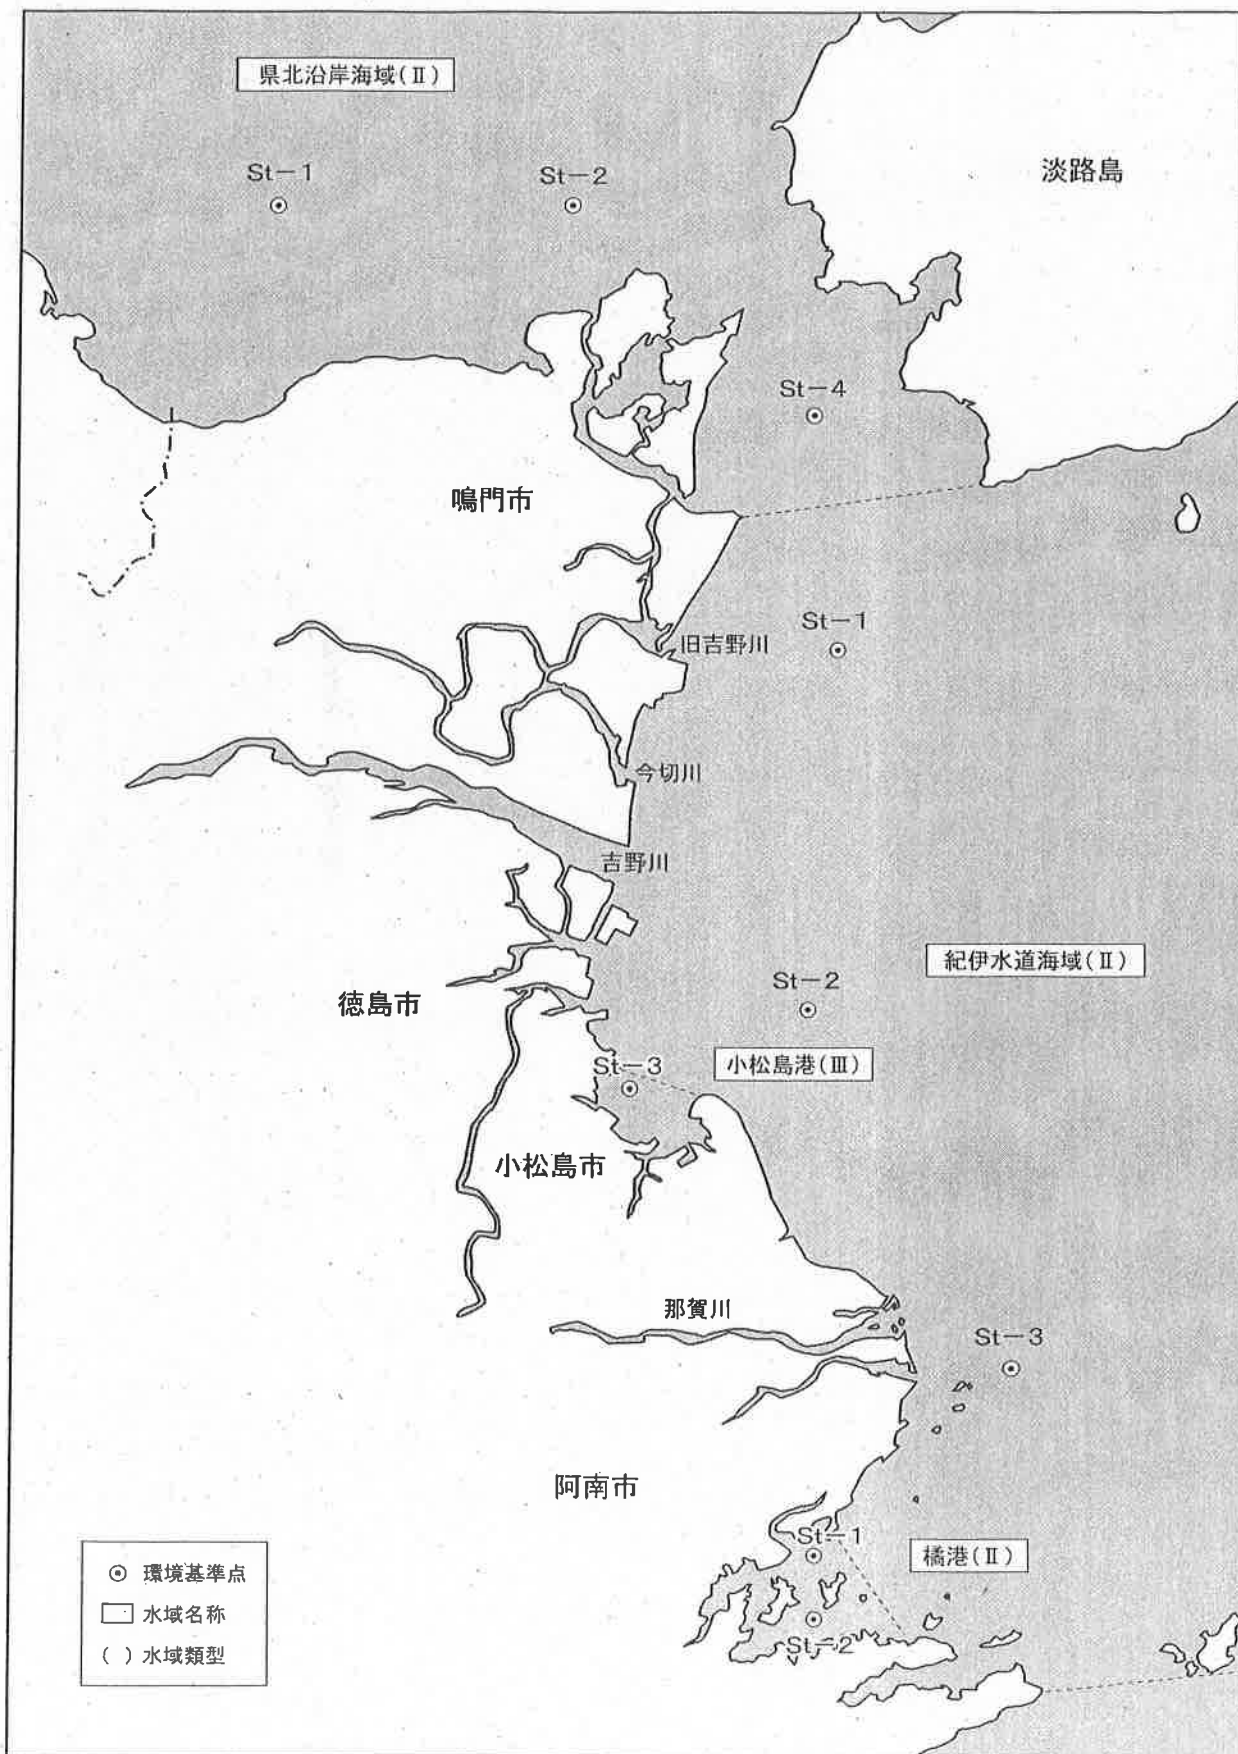 県北沿岸海域(Ⅱ)
St－1
St－2
淡路島
St－4
鳴門市
St－1
旧吉野川
今切川
吉野川
紀伊水道海域(Ⅱ)
St－2
徳島市
小松島港(Ⅲ)
St－3
小松島市
那賀川
St－3
阿南市
St－1
橘港(Ⅱ)
St－2
環境基準点
水域名称
( ) 水域類型